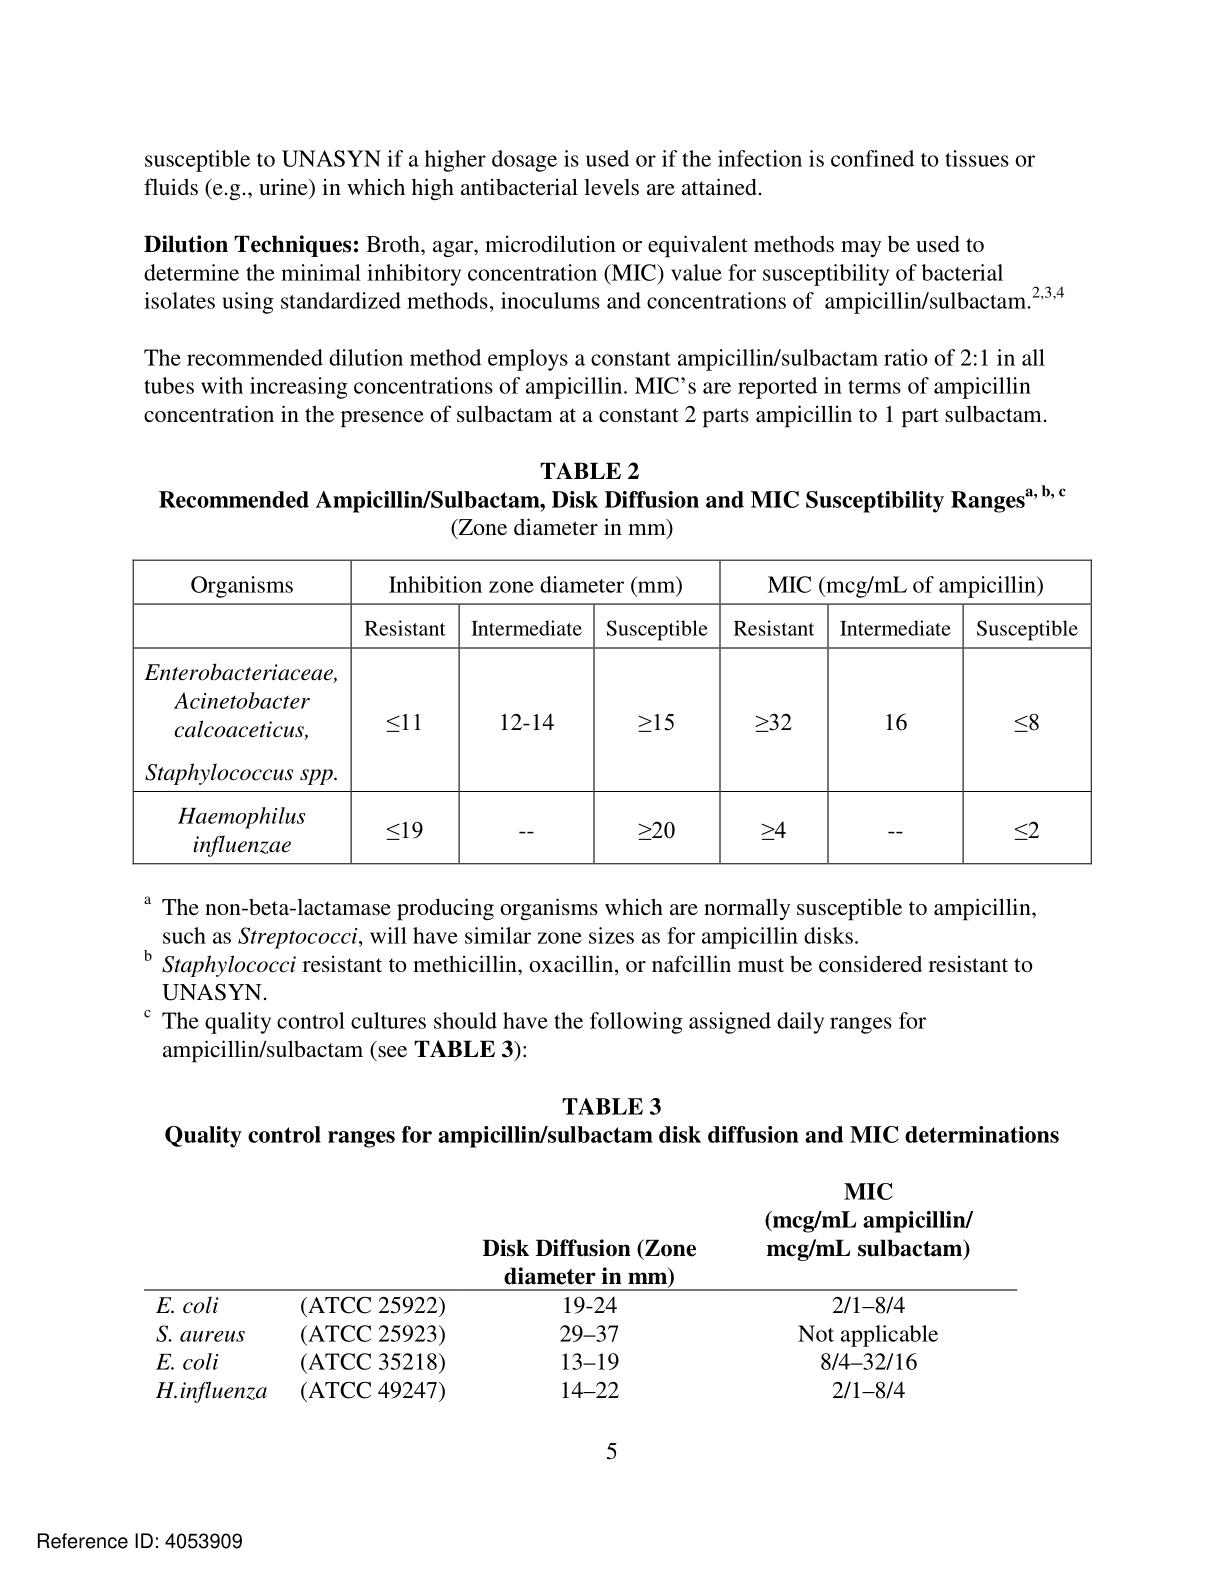 susceptible to UNASYN if a higher dosage is used or if the infection is confined to tissues or
fluids (e.g., urine) in which high antibacterial levels are attained.
Dilution Techniques: Broth, agar, microdilution or equivalent methods may be used to
determine the minimal inhibitory concentration (MIC) value for susceptibility of bacterial
isolates using standardized methods, inoculums and concentrations of ampicillin/sulbactam.2,3,4
The recommended dilution method employs a constant ampicillin/sulbactam ratio of 2:1 in all
tubes with increasing concentrations of ampicillin. MIC’s are reported in terms of ampicillin
concentration in the presence of sulbactam at a constant 2 parts ampicillin to 1 part sulbactam.
TABLE 2
Recommended Ampicillin/Sulbactam, Disk Diffusion and MIC Susceptibility Rangesa, b, c
(Zone diameter in mm)
Organisms Inhibition zone diameter (mm) MIC (mcg/mL of ampicillin)
Resistant Intermediate Susceptible Resistant Intermediate Susceptible
Enterobacteriaceae,
Acinetobacter
calcoaceticus,
Staphylococcus spp.
≤11 12-14 ≥15 ≥32 16 ≤8
Haemophilus
influenzae
≤19 -- ≥20 ≥4 -- ≤2
a The non-beta-lactamase producing organisms which are normally susceptible to ampicillin,
such as Streptococci, will have similar zone sizes as for ampicillin disks.
b Staphylococci resistant to methicillin, oxacillin, or nafcillin must be considered resistant to
UNASYN.
c The quality control cultures should have the following assigned daily ranges for
ampicillin/sulbactam (see TABLE 3):
TABLE 3
Quality control ranges for ampicillin/sulbactam disk diffusion and MIC determinations
Disk Diffusion (Zone
diameter in mm)
MIC
(mcg/mL ampicillin/
mcg/mL sulbactam)
E. coli (ATCC 25922) 19-24 2/1–8/4
S. aureus (ATCC 25923) 29–37 Not applicable
E. coli (ATCC 35218) 13–19 8/4–32/16
H.influenza (ATCC 49247) 14–22 2/1–8/4
5
Reference ID: 4053909